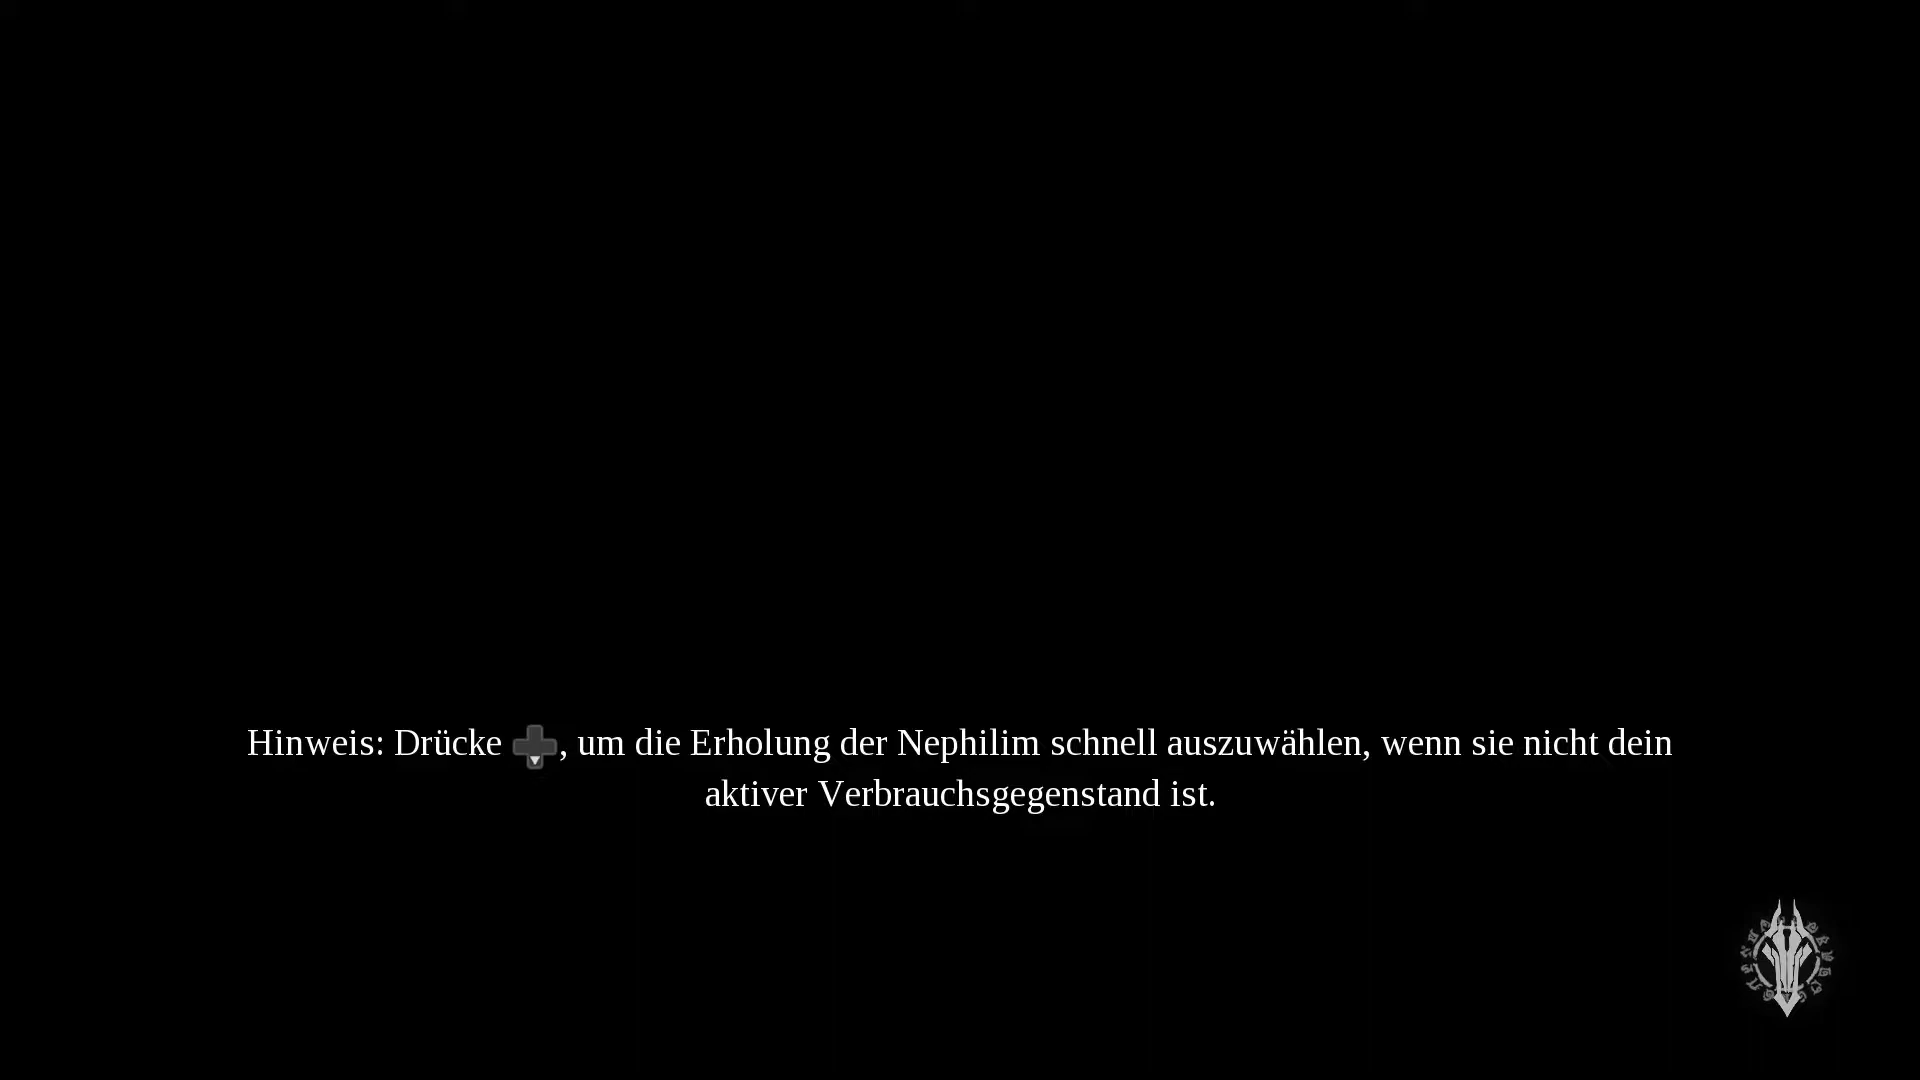 Hinweis: Drücke , um die Erholung der Nephilim schnell auszuwählen, wenn sie nicht dein
aktiver Verbrauchsgegenstand ist.